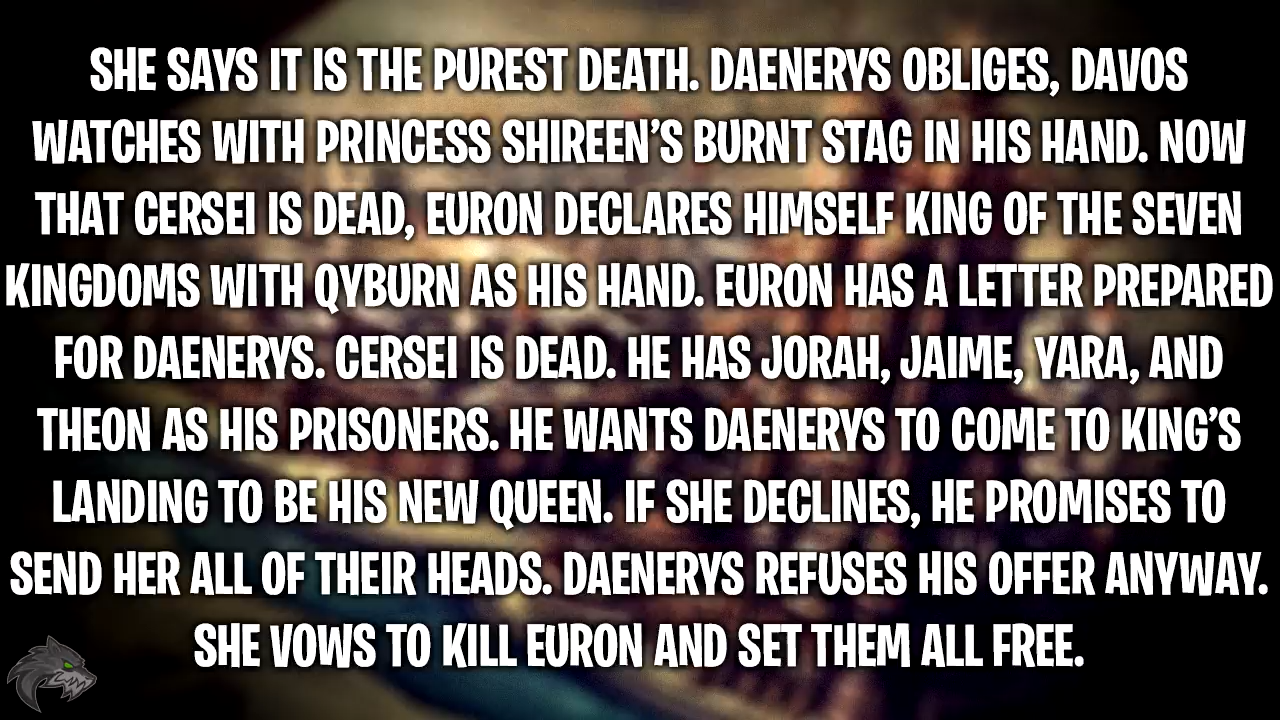 SHE SAYS IT IS THE PUREST DEATH. DAENERYS OBLIGES, DAVOS
WATCHES WITH PRINCESS SHIREEN'S BURNT STAG IN HIS HAND. NOW
THAT CERSEI IS DEAD, EURON DECLARES HIMSELF KING OF THE SEVEN
KINGDOMS WITH QYBURN AS HIS HAND. EURON HAS A LETTER PREPARED
FOR DAENERYS. CERSEI IS DEAD. HE HAS JORAH, JAIME, YARA, AND
THEON AS HIS PRISONERS. HE WANTS DAENERYS TO COME TO KING'S
LANDING TO BE HIS NEW QUEEN. IF SHE DECLINES, HE PROMISES TO
SEND HER ALL OF THEIR HEADS. DAENERYS REFUSES HIS OFFER ANYWAY.
SHE VOWS TO KILL EURON AND SET THEM ALL FREE.